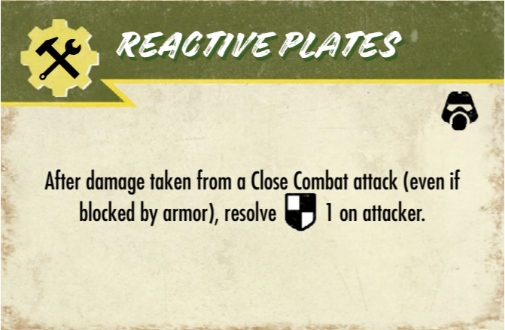 REACTIVE PLATES
After damage taken from a Close Combat attack (even if
blocked by armor), resolve 1 on attacker.